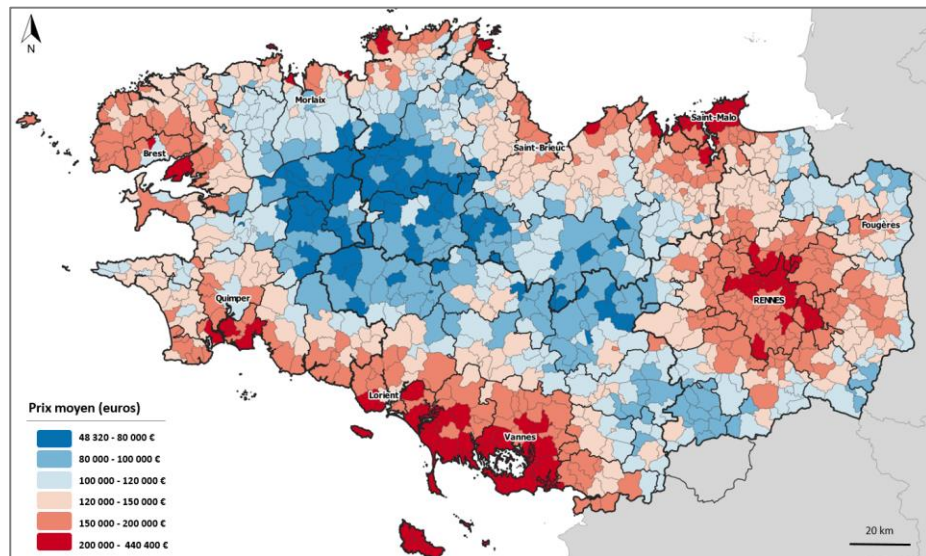 N
Morlaix
Saint-Malo
Brest
Saint-Brieuc
Fougères
Quimper
RENNES
Lorient
Vannes
Prix moyen (euros)
48 320 - 80 000 €
80 000 - 100 000 €
100 000 - 120 000 €
120 000 - 150 000 €
150 000 - 200 000 €
200 000 - 440 400 €
20 km